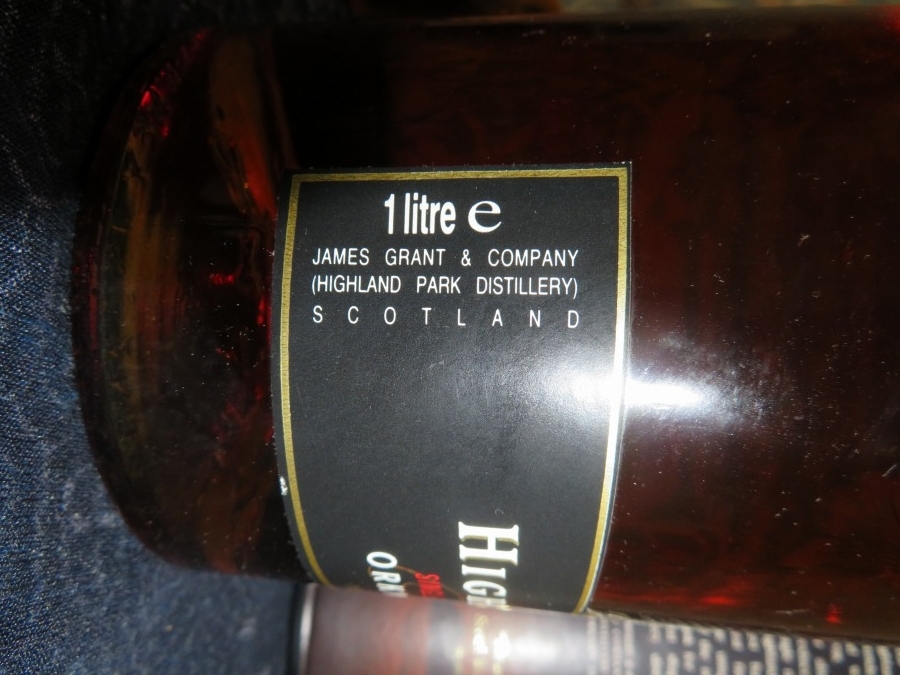 1 litre e
JAMES GRANT & COMPANY
(HIGHLAND PARK DISTILLERY)
SCOTLAND